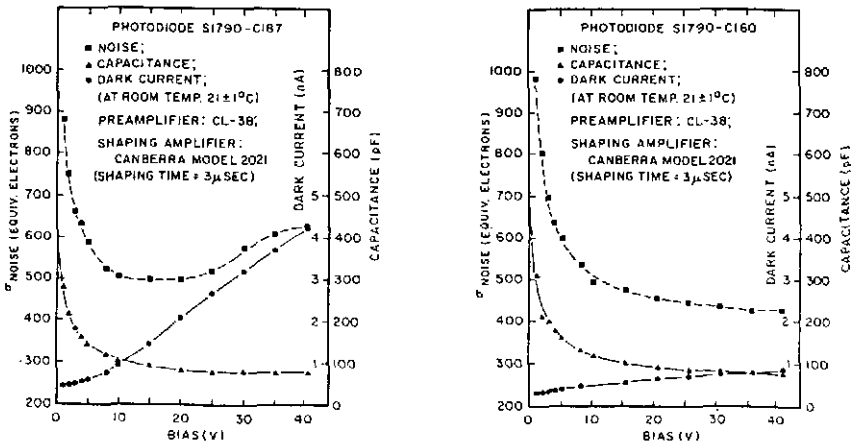 PHOTODIODE S1790-C187
■ NOISE;
▲ CAPACITANCE;
● DARK CURRENT;
(AT ROOM TEMP. 21±1°C)
PREAMPLIFIER: CL-38;
SHAPING AMPLIFIER:
CANBERRA MODEL 2021
(SHAPING TIME = 3µSEC)
σNOISE (EQUIV. ELECTRONS)
1000
900
800
700
600
500
400
300
200
0
10
20
30
40
BIAS (V)
DARK CURRENT (nA)
5
4
3
2
1
CAPACITANCE (pF)
800
700
600
500
400
300
200
100
0
PHOTODIODE S1790-C160
■ NOISE;
▲ CAPACITANCE;
● DARK CURRENT;
(AT ROOM TEMP. 21±1°C)
PREAMPLIFIER: CL-38;
SHAPING AMPLIFIER:
CANBERRA MODEL 2021
(SHAPING TIME = 3µSEC)
σNOISE (EQUIV. ELECTRONS)
1000
900
800
700
600
500
400
300
200
0
10
20
30
40
BIAS (V)
DARK CURRENT (nA)
5
4
3
2
1
CAPACITANCE (pF)
800
700
600
500
400
300
200
100
0